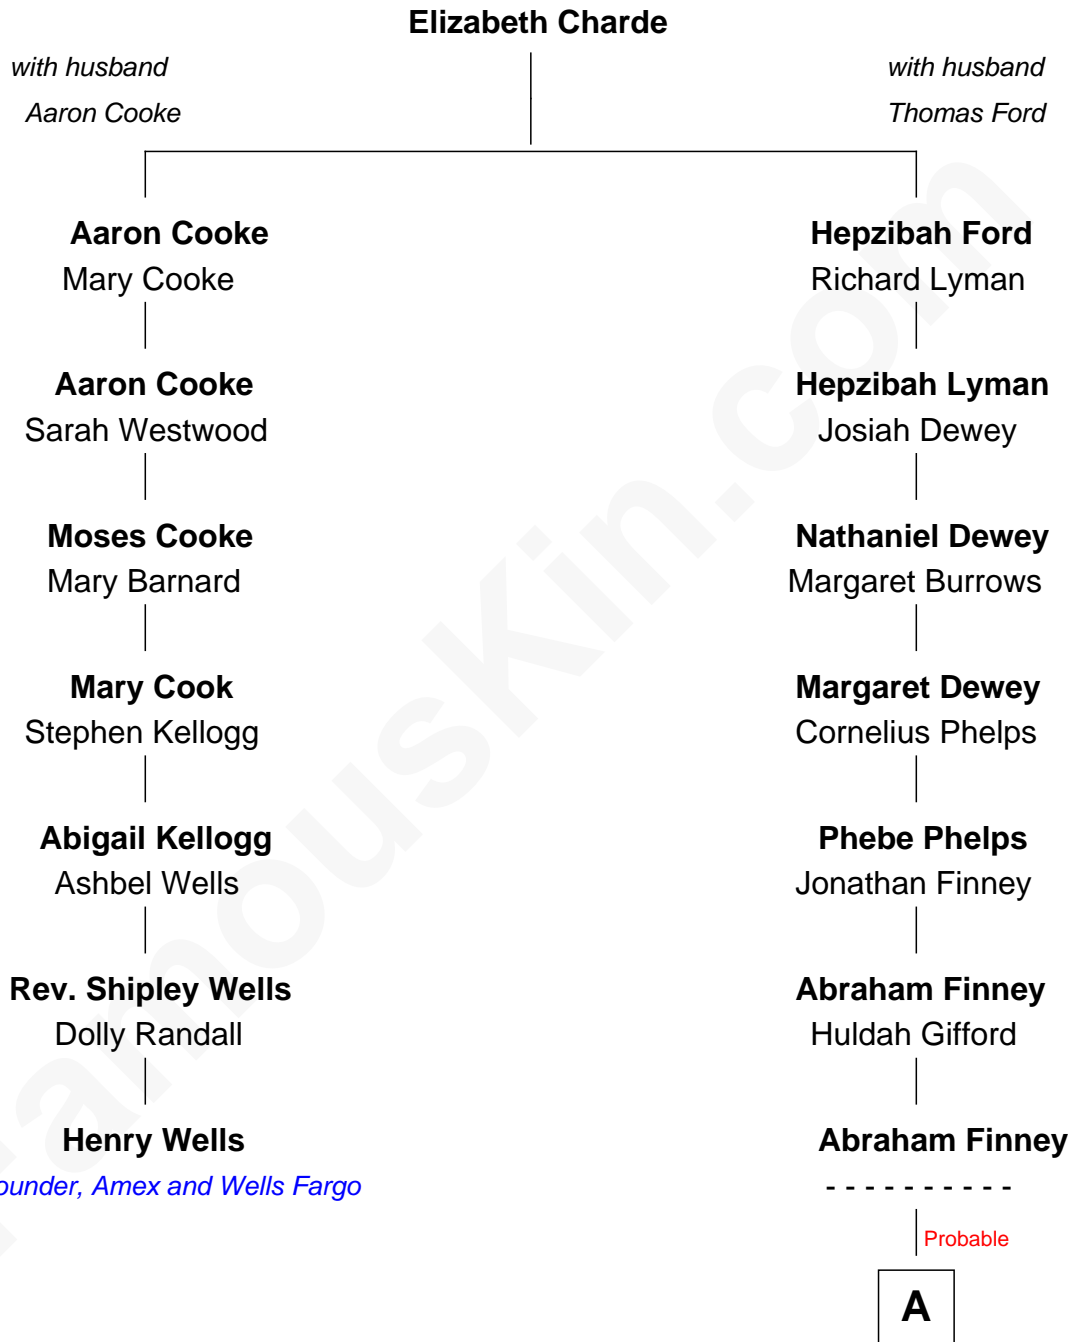 Elizabeth Charde
with husband
Aaron Cooke
with husband
Thomas Ford
Aaron Cooke
Mary Cooke
Hepzibah Ford
Richard Lyman
Aaron Cooke
Sarah Westwood
Hepzibah Lyman
Josiah Dewey
Moses Cooke
Mary Barnard
Nathaniel Dewey
Margaret Burrows
Mary Cook
Stephen Kellogg
Margaret Dewey
Cornelius Phelps
Abigail Kellogg
Ashbel Wells
Phebe Phelps
Jonathan Finney
Rev. Shipley Wells
Dolly Randall
Abraham Finney
Huldah Gifford
Henry Wells
ounder, Amex and Wells Fargo
Abraham Finney
- - - - - - - - - -
Probable
A
FamousKin.com